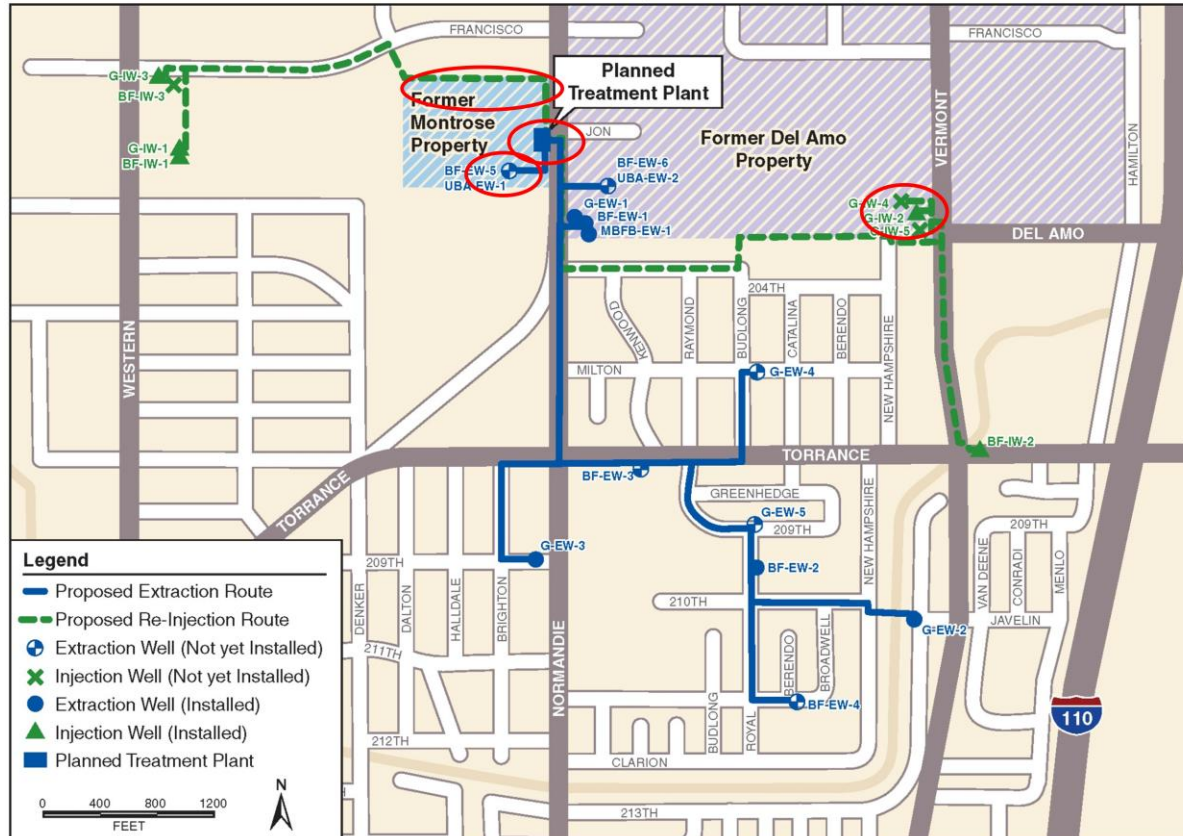 FRANCISCO
FRANCISCO
Planned
Treatment Plant
G-IW-3
BF-IW-3
G-IW-1
BF-IW-1
Former
Montrose
Property
JON
Former Del Amo
Property
VERMONT
HAMILTON
BF-EW-5
UBA-EW-1
BF-EW-6
UBA-EW-2
G-EW-1
BF-EW-1
MBFB-EW-1
G-IW-4
G-IW-2
G-IW-5
DEL AMO
WESTERN
204TH
KENWOOD
RAYMOND
BUDLONG
CATALINA
BERENDO
NEW HAMPSHIRE
MILTON
G-EW-4
BF-IW-2
TORRANCE
TORRANCE
BF-EW-3
GREENHEDGE
G-EW-5
209TH
209TH
G-EW-3
209TH
BF-EW-2
NEW HAMPSHIRE
VAN DEENE
CONRADI
MENLO
DENKER
DALTON
HALLDALE
BRIGHTON
NORMANDIE
210TH
G-EW-2
JAVELIN
211TH
BUDLONG
ROYAL
BERENDO
BROADWELL
BF-EW-4
110
212TH
CLARION
213TH
Legend
Proposed Extraction Route
Proposed Re-Injection Route
Extraction Well (Not yet Installed)
Injection Well (Not yet Installed)
Extraction Well (Installed)
Injection Well (Installed)
Planned Treatment Plant
N
0 400 800 1200
FEET